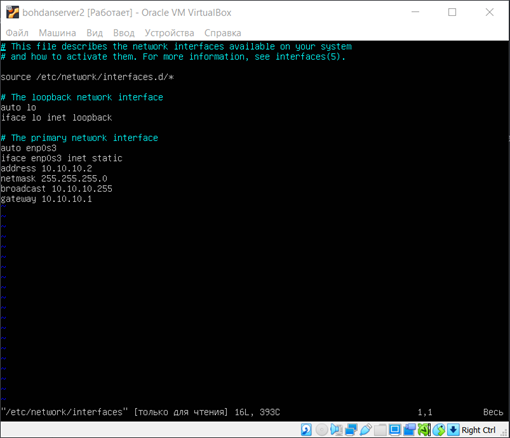 bohdanserver2 [Работает] - Oracle VM VirtualBox
Файл Машина Вид Ввод Устройства Справка
# This file describes the network interfaces available on your system
# and how to activate them. For more information, see interfaces(5).
source /etc/network/interfaces.d/*
# The loopback network interface
auto lo
iface lo inet loopback
# The primary network interface
auto enp0s3
iface enp0s3 inet static
address 10.10.10.2
netmask 255.255.255.0
broadcast 10.10.10.255
gateway 10.10.10.1
"/etc/network/interfaces" [только для чтения] 16L, 393C 1,1 Весь
Right Ctrl